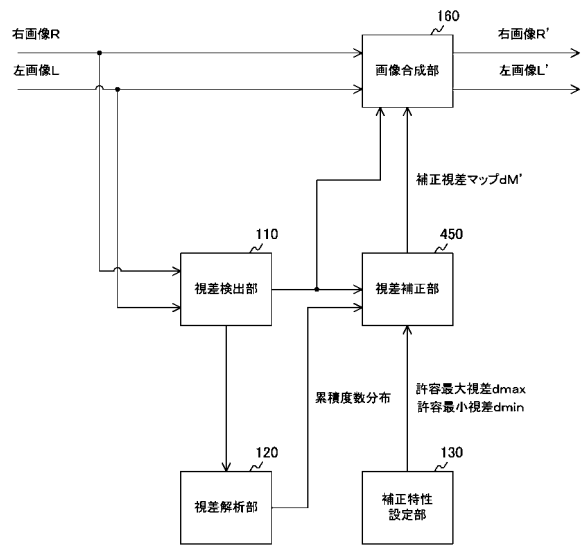 160
右画像R
右画像R'
画像合成部
左画像L
左画像L'
補正視差マップdM'
110
450
視差検出部
視差補正部
累積度数分布
許容最大視差dmax
許容最小視差dmin
120
130
視差解析部
補正特性
設定部